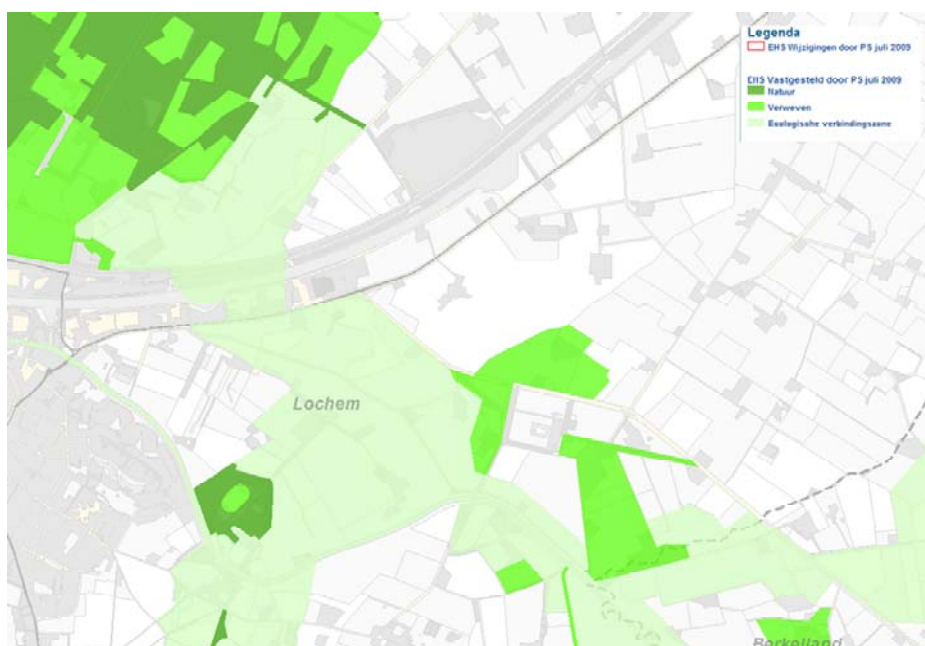 Legenda
EHS Wijzigingen door PS juli 2009
EHS Vastgesteld door PS juli 2009
Natuur
Verweven
Ecologische verbindingszone
Lochem
Berkelland